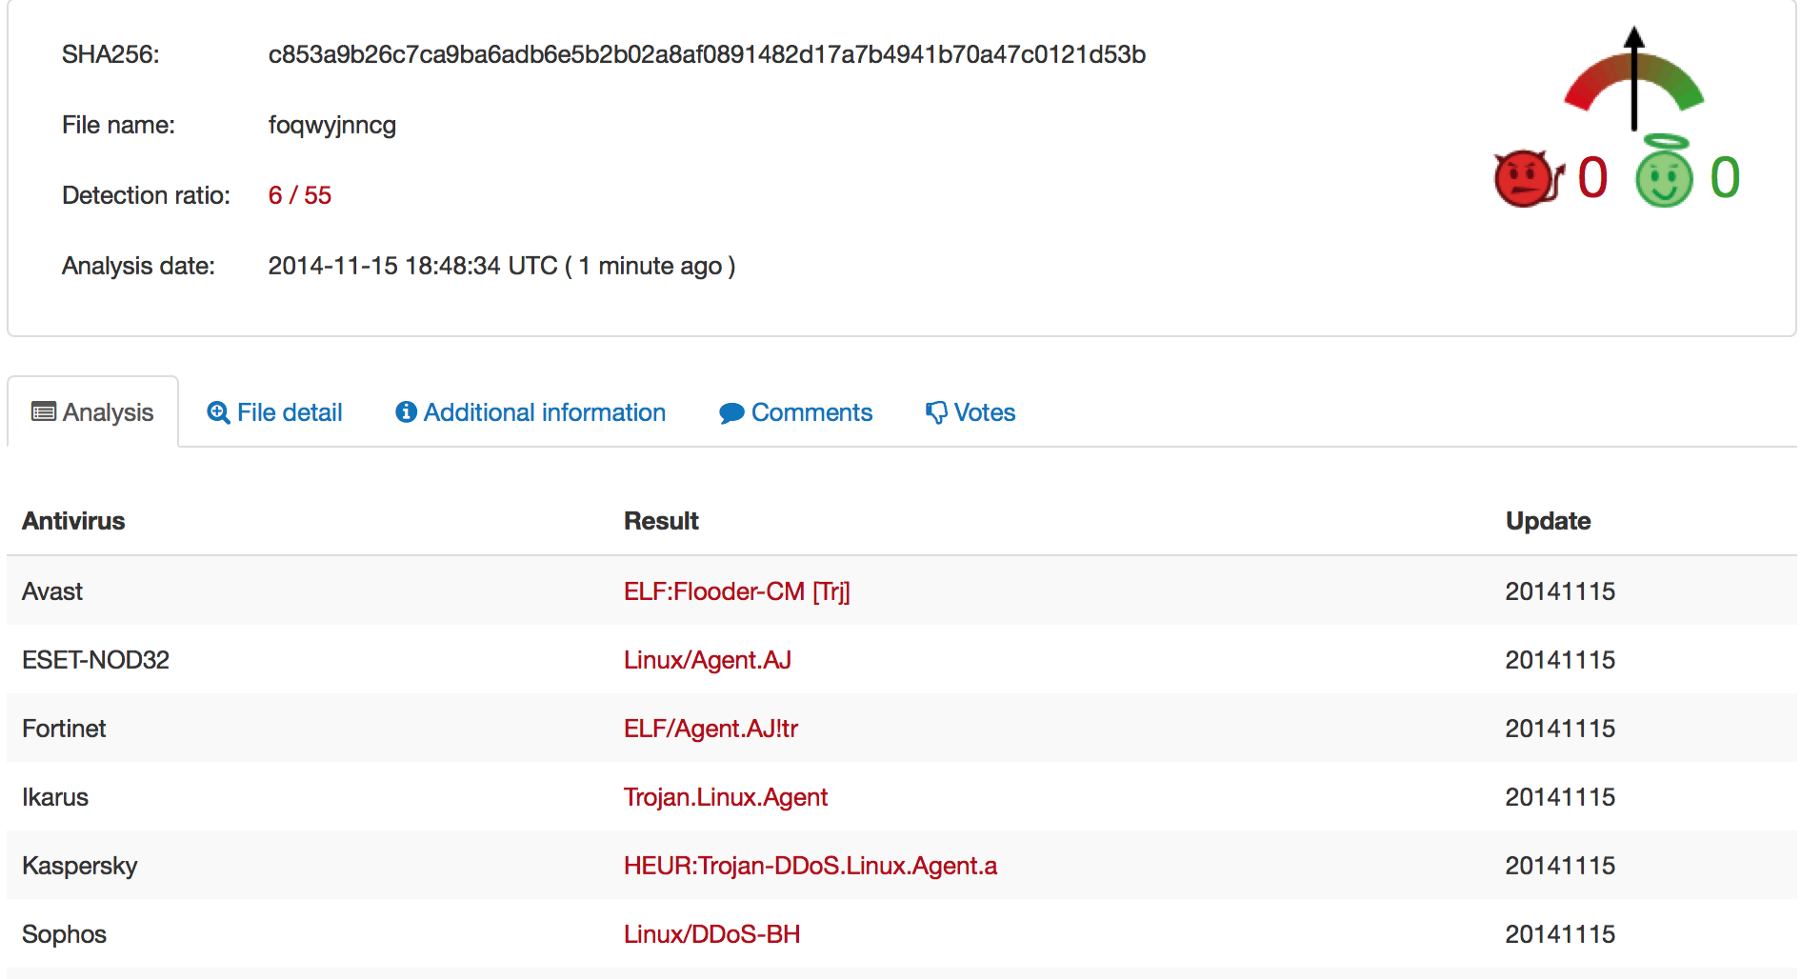 SHA256: c853a9b26c7ca9ba6adb6e5b2b02a8af0891482d17a7b4941b70a47c0121d53b
File name: foqwyjnncg
Detection ratio: 6 / 55
0 0
Analysis date: 2014-11-15 18:48:34 UTC ( 1 minute ago )
Analysis File detail Additional information Comments Votes
Antivirus Result Update
Avast ELF:Flooder-CM [Trj] 20141115
ESET-NOD32 Linux/Agent.AJ 20141115
Fortinet ELF/Agent.AJ!tr 20141115
Ikarus Trojan.Linux.Agent 20141115
Kaspersky HEUR:Trojan-DDoS.Linux.Agent.a 20141115
Sophos Linux/DDoS-BH 20141115